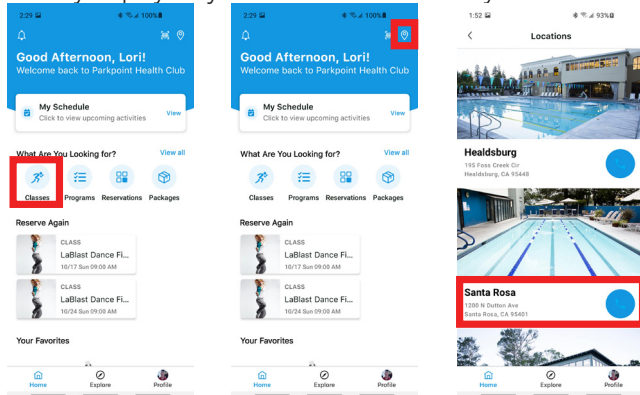 2:29
100%
Good Afternoon, Lori!
Welcome back to Parkpoint Health Club
My Schedule
Click to view upcoming activities
View
What Are You Looking for?
View all
Classes
Programs
Reservations
Packages
Reserve Again
CLASS
LaBlast Dance Fi...
10/17 Sun 09:00 AM
CLASS
LaBlast Dance Fi...
10/24 Sun 09:00 AM
Your Favorites
Home
Explore
Profile
2:29
100%
Good Afternoon, Lori!
Welcome back to Parkpoint Health Club
My Schedule
Click to view upcoming activities
View
What Are You Looking for?
View all
Classes
Programs
Reservations
Packages
Reserve Again
CLASS
LaBlast Dance Fi...
10/17 Sun 09:00 AM
CLASS
LaBlast Dance Fi...
10/24 Sun 09:00 AM
Your Favorites
Home
Explore
Profile
1:52
93%
Locations
Healdsburg
195 Foss Creek Cir
Healdsburg, CA 95448
Santa Rosa
1200 N Dutton Ave
Santa Rosa, CA 95401
Home
Explore
Profile